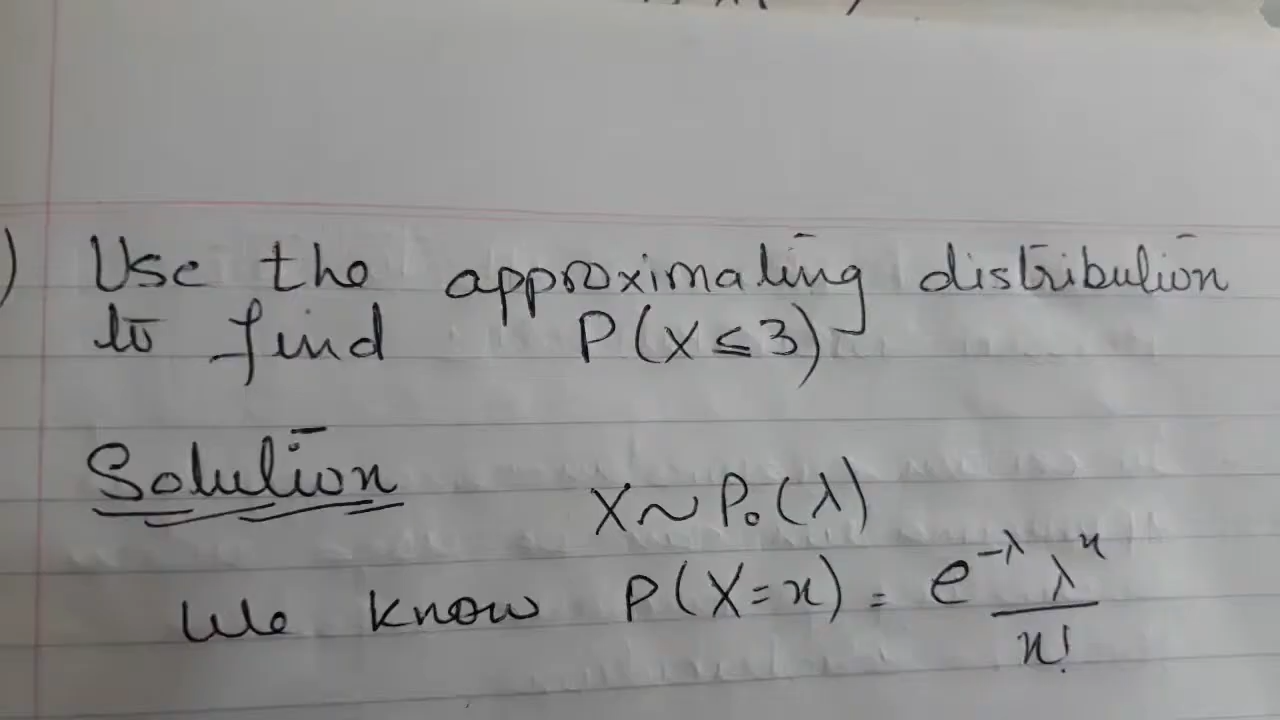 ) Use the approximating distribution
to find P(X ≤ 3)
Solution
X ~ Po(λ)
We know P(X = x) = e^{-λ} λ^x / x!